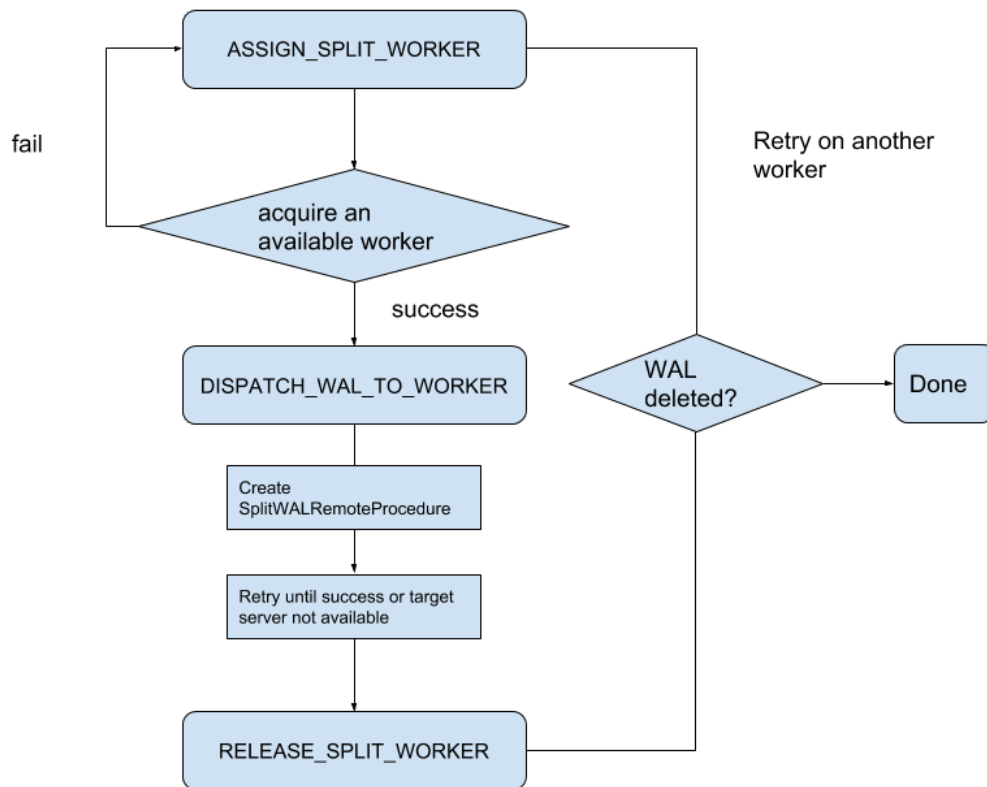 ASSIGN_SPLIT_WORKER
fail
Retry on another
worker
acquire an
available worker
success
DISPATCH_WAL_TO_WORKER
WAL
deleted?
Done
Create
SplitWALRemoteProcedure
Retry until success or target
server not available
RELEASE_SPLIT_WORKER